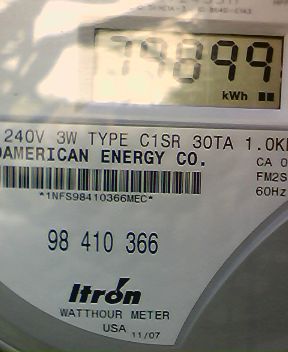 79899
kWh
240V 3W TYPE C1SR 30TA 1.0K
AMERICAN ENERGY CO.
CA 0
FM2S
60Hz
*1NFS98410366MEC*
98 410 366
Itrón
WATTHOUR METER
USA 11/07